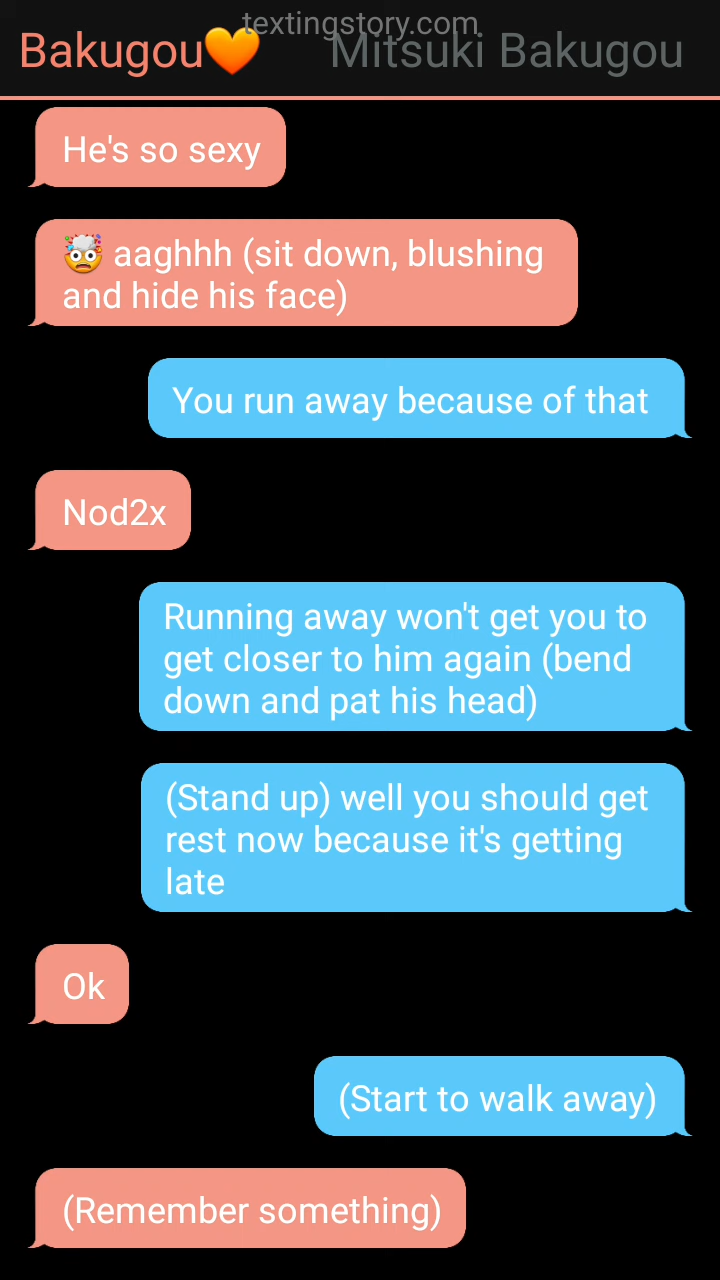 textingstory.com
Bakugou🧡 Mitsuki Bakugou
He's so sexy
🤯 aaghhh (sit down, blushing
and hide his face)
You run away because of that
Nod2x
Running away won't get you to
get closer to him again (bend
down and pat his head)
(Stand up) well you should get
rest now because it's getting
late
Ok
(Start to walk away)
(Remember something)